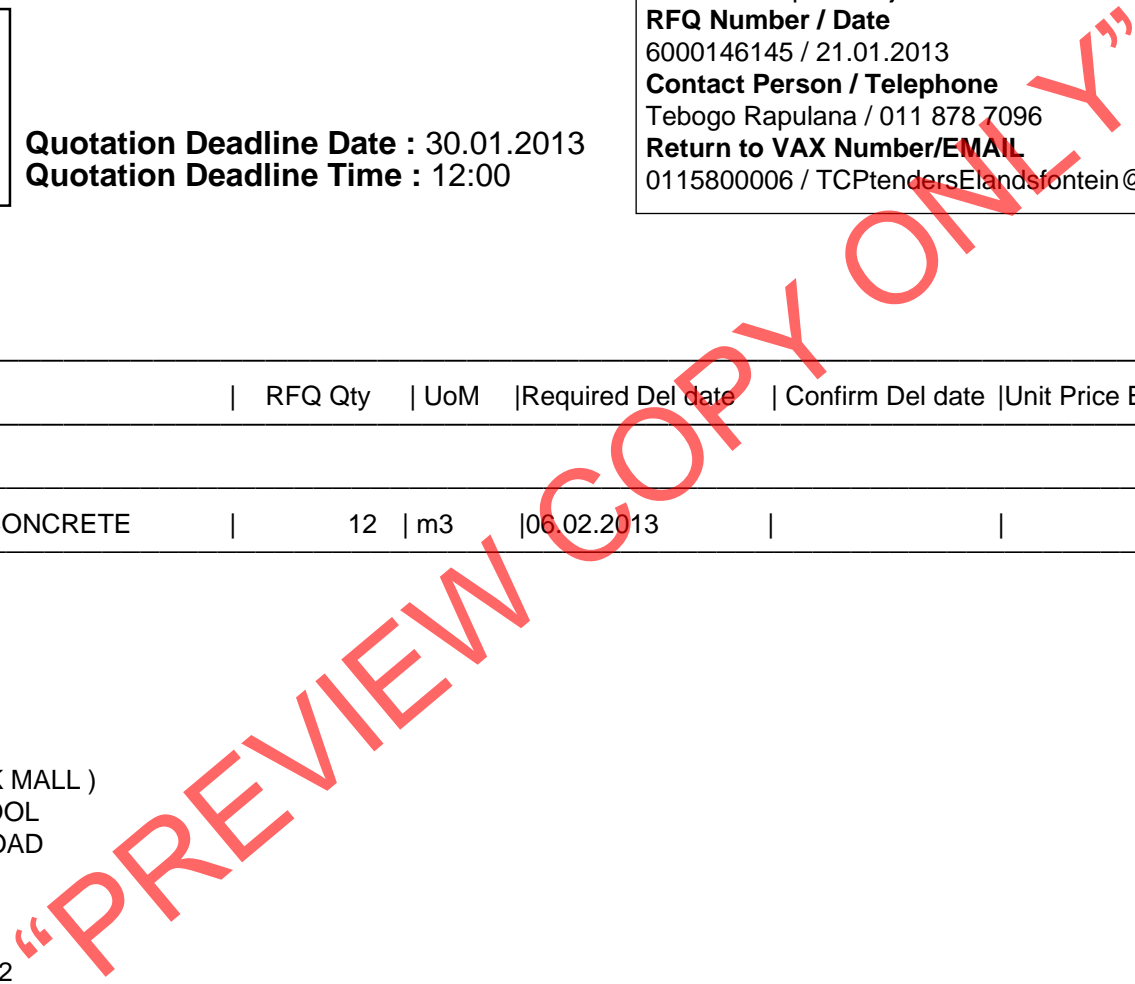 RFQ Number / Date
6000146145 / 21.01.2013
Contact Person / Telephone
Tebogo Rapulana / 011 878 7096
Return to VAX Number/EMAIL
0115800006 / TCPtendersElandsfontein@
Quotation Deadline Date : 30.01.2013
Quotation Deadline Time : 12:00
| RFQ Qty | UoM |Required Del date | Confirm Del date |Unit Price E
ONCRETE | 12 | m3 |06.02.2013 | |
K MALL )
OOL
OAD
2
“PREVIEW COPY ONLY”